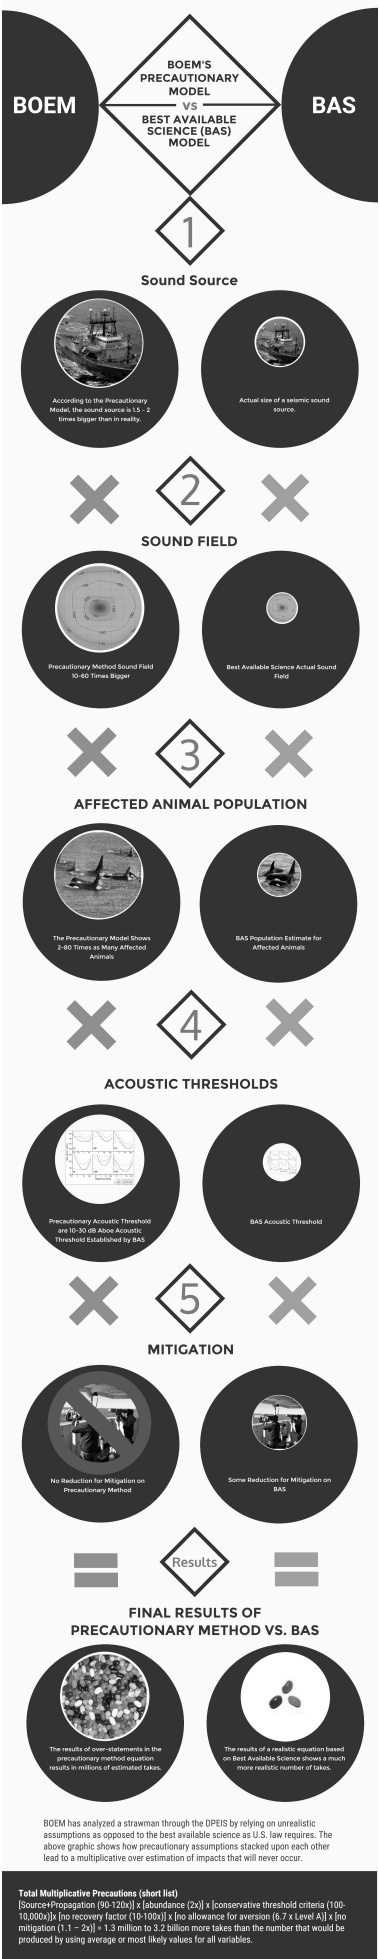 BOEM'S
PRECAUTIONARY
MODEL
VS
BEST AVAILABLE
SCIENCE (BAS)
MODEL
BOEM
BAS
1
Sound Source
According to the Precautionary
Model, the sound source is 1.5 - 2
times bigger than in reality.
Actual size of a seismic sound
source.
2
SOUND FIELD
Precautionary Method Sound Field
10-60 Times Bigger
Best Available Science Actual Sound
Field
3
AFFECTED ANIMAL POPULATION
The Precautionary Model Shows
2-80 Times as Many Affected
Animals
BAS Population Estimate for
Affected Animals
4
ACOUSTIC THRESHOLDS
Precautionary Acoustic Threshold
are 10-30 dB Aboe Acoustic
Threshold Established by BAS
BAS Acoustic Threshold
5
MITIGATION
No Reduction for Mitigation on
Precautionary Method
Some Reduction for Mitigation on
BAS
Results
FINAL RESULTS OF
PRECAUTIONARY METHOD VS. BAS
The results of over-statements in the
precautionary method equation
results in millions of estimated takes.
The results of a realistic equation based
on Best Available Science shows a much
more realistic number of takes.
BOEM has analyzed a strawman through the DPEIS by relying on unrealistic
assumptions as opposed to the best available science as U.S. law requires. The
above graphic shows how precautionary assumptions stacked upon each other
lead to a multiplicative over estimation of impacts that will never occur.
Total Multiplicative Precautions (short list)
[Source+Propagation (90-120x)] x [abundance (2x)] x [conservative threshold criteria (100-
10,000x)]x [no recovery factor (10-100x)] x [no allowance for aversion (6.7 x Level A)] x [no
mitigation (1.1 – 2x)] = 1.3 million to 3.2 billion more takes than the number that would be
produced by using average or most likely values for all variables.